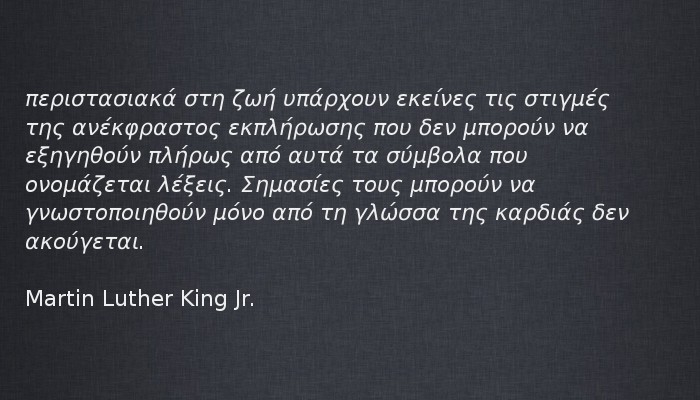 περιστασιακά στη ζωή υπάρχουν εκείνες τις στιγμές
της ανέκφραστος εκπλήρωσης που δεν μπορούν να
εξηγηθούν πλήρως από αυτά τα σύμβολα που
ονομάζεται λέξεις. Σημασίες τους μπορούν να
γνωστοποιηθούν μόνο από τη γλώσσα της καρδιάς δεν
ακούγεται.
Martin Luther King Jr.